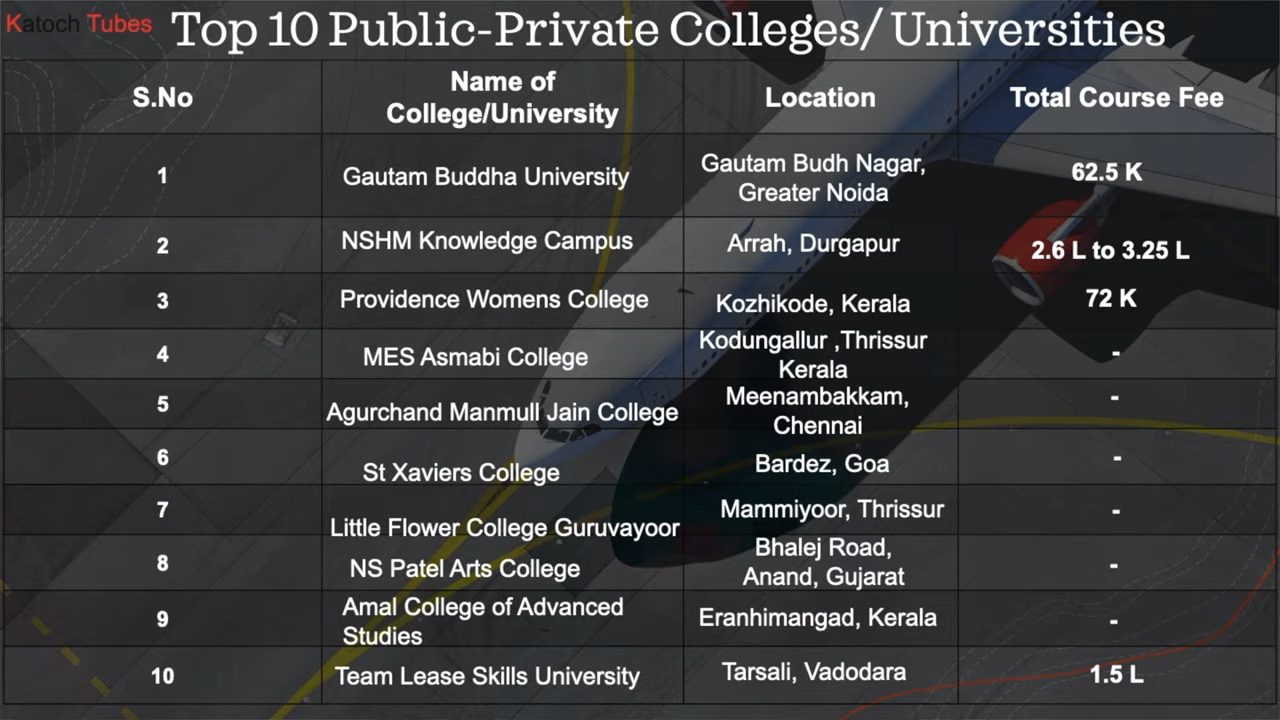 Katoch Tubes
Top 10 Public-Private Colleges/ Universities
S.No
Name of
College/University
Location
Total Course Fee
1
Gautam Buddha University
Gautam Budh Nagar,
Greater Noida
62.5 K
2
NSHM Knowledge Campus
Arrah, Durgapur
2.6 L to 3.25 L
3
Providence Womens College
Kozhikode, Kerala
72 K
4
MES Asmabi College
Kodungallur ,Thrissur
Kerala
-
5
Agurchand Manmull Jain College
Meenambakkam,
Chennai
-
6
St Xaviers College
Bardez, Goa
-
7
Little Flower College Guruvayoor
Mammiyoor, Thrissur
-
8
NS Patel Arts College
Bhalej Road,
Anand, Gujarat
-
9
Amal College of Advanced
Studies
Eranhimangad, Kerala
-
10
Team Lease Skills University
Tarsali, Vadodara
1.5 L